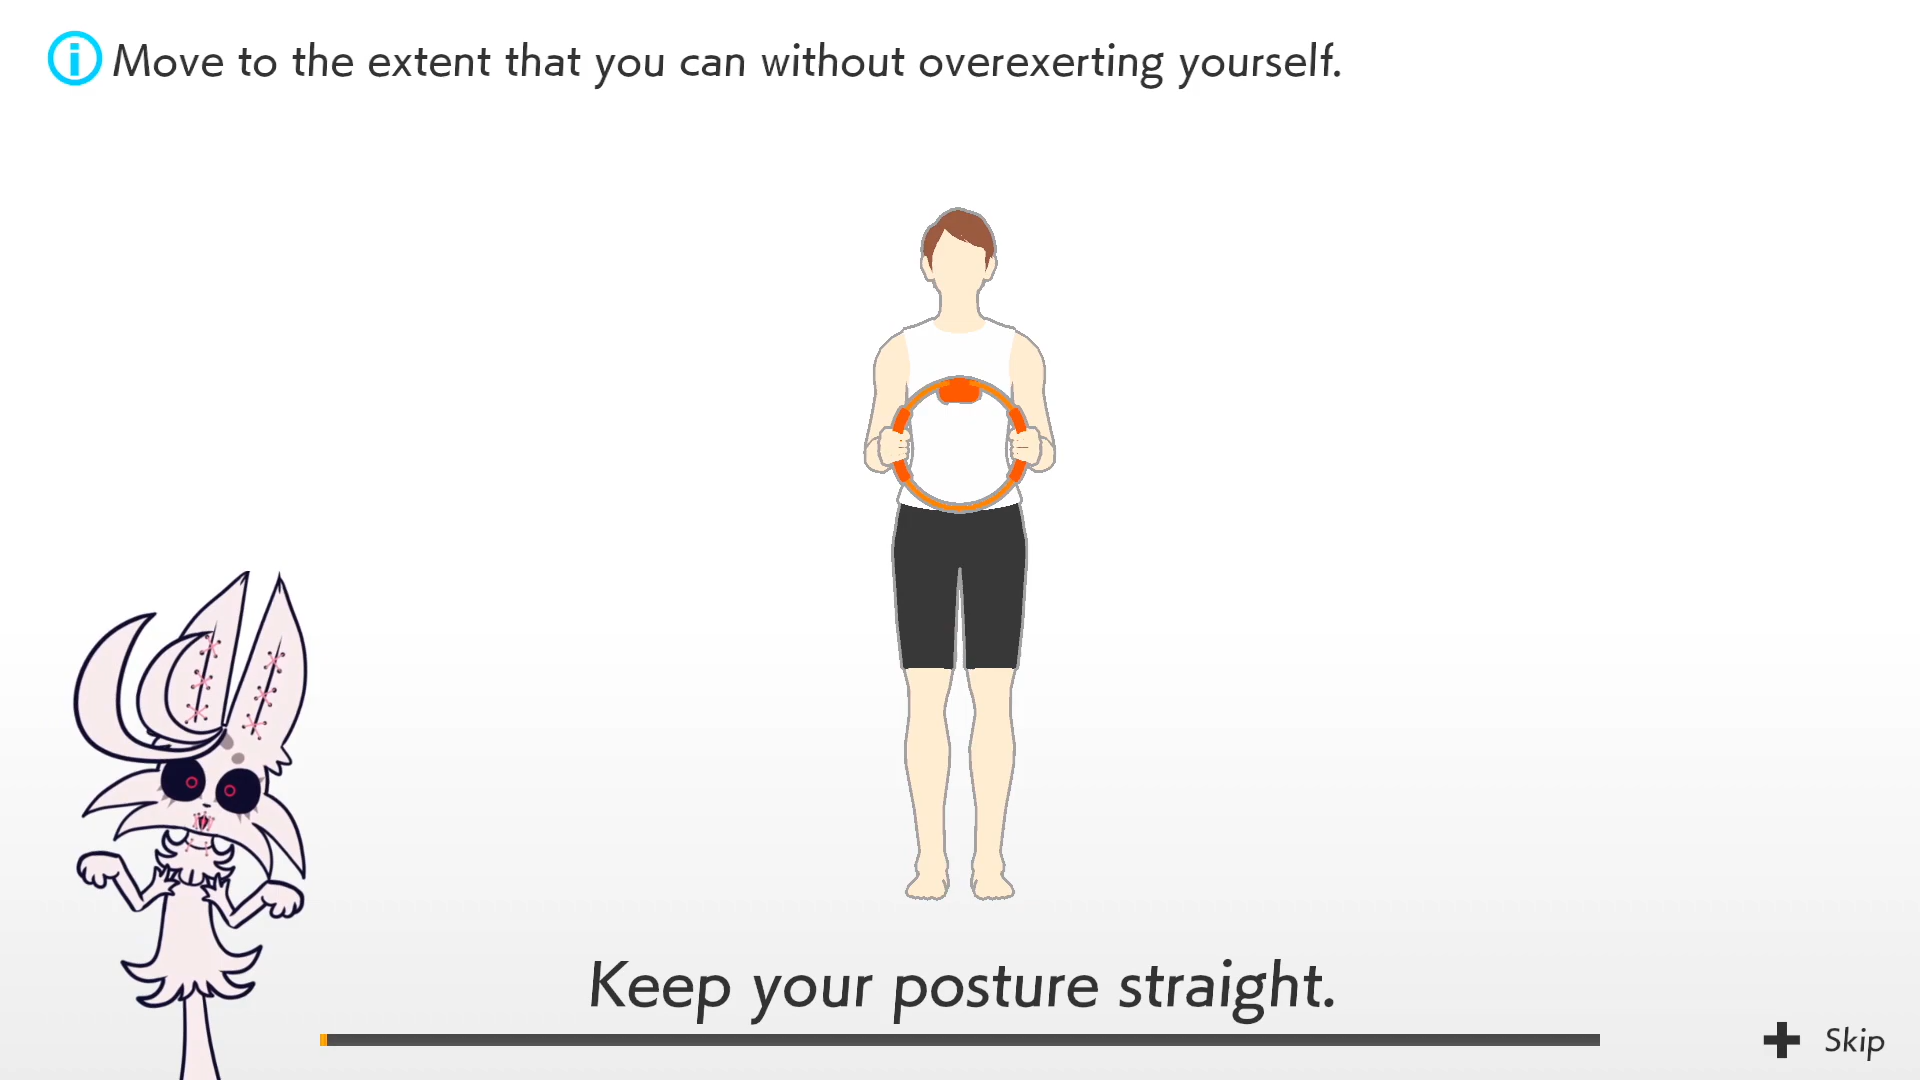 Move to the extent that you can without overexerting yourself.
Keep your posture straight.
Skip